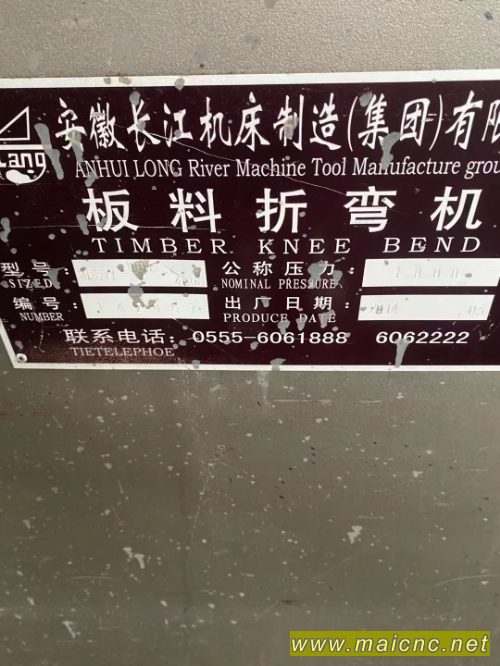 安徽长江机床制造(集团)有限
Lang
ANHUI LONG River Machine Tool Manufacture grou
板料折弯机
TIMBER KNEE BEND
型号: 公称压力:
SIZED NOMINAL PRESSURE
编号: 出厂日期:
NUMBER PRODUCE DATE
联系电话: 0555-6061888 6062222
TIETELEPHOE
www.maicnc.net